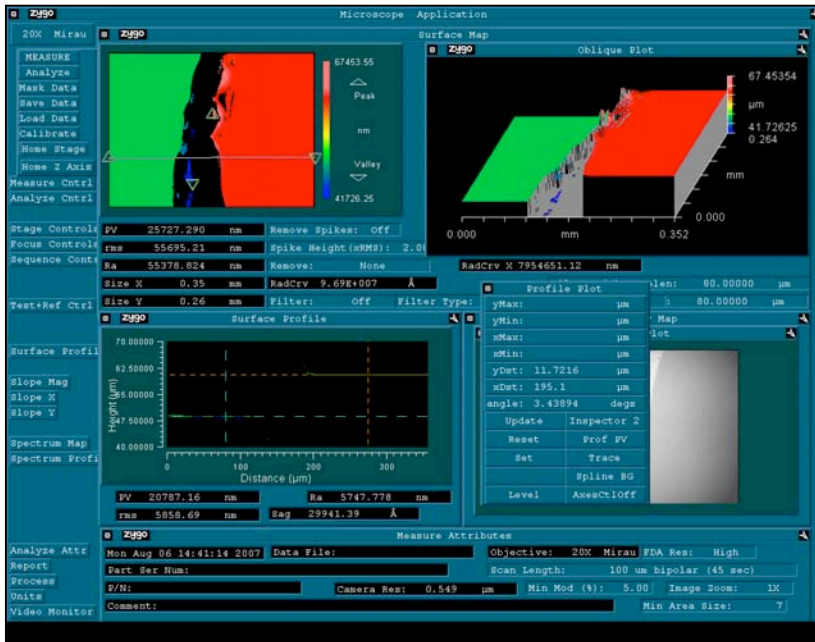 zygo Microscope Application
20X Mirau
MEASURE
Analyze
Mask Data
Save Data
Load Data
Calibrate
Home Stage
Home Z Axis
Measure Cntrl
Analyze Cntrl
Stage Controls
Focus Controls
Sequence Cont
Test+Ref Ctrl
Surface Profil
Slope Mag
Slope X
Slope Y
Spectrum Map
Spectrum Profi
Analyze Attr
Report
Process
Units
Video Monitor
zygo Surface Map
67453.55
Peak
nm
Valley
41726.25
PV 25727.290 nm Remove Spikes: Off
rms 55695.21 nm Spike Height(xRMS): 2.00
Ra 55378.824 nm Remove: None RadCrv X 7954651.12 nm
Size X 0.35 mm RadCrv 9.69E+007 Å len: 80.00000 µm
Size Y 0.26 mm Filter: Off Filter Type: : 80.00000 µm
zygo Oblique Plot
67.45354
µm
41.72625
0.264
mm
0.000
0.000 mm 0.352
zygo Surface Profile
70.00000
62.50000
55.00000
47.50000
40.00000
Height (µm)
0 100 200 300
Distance (µm)
PV 20787.16 nm Ra 5747.778 nm
rms 5858.69 nm Sag 29941.39 Å
Profile Plot
yMax: µm
yMin: µm
xMax: µm
xMin: µm
yDst: 11.7216 µm
xDst: 195.1 µm
angle: 3.43894 degs
Update Inspector 2
Reset Prof PV
Set Trace
Spline BG
Level AxesCtlOff
Map
lot
zygo Measure Attributes
Mon Aug 06 14:41:14 2007 Data File: Objective: 20X Mirau FDA Res: High
Part Ser Num: Scan Length: 100 um bipolar (45 sec)
P/N: Camera Res: 0.549 µm Min Mod (%): 5.00 Image Zoom: 1X
Comment: Min Area Size: 7